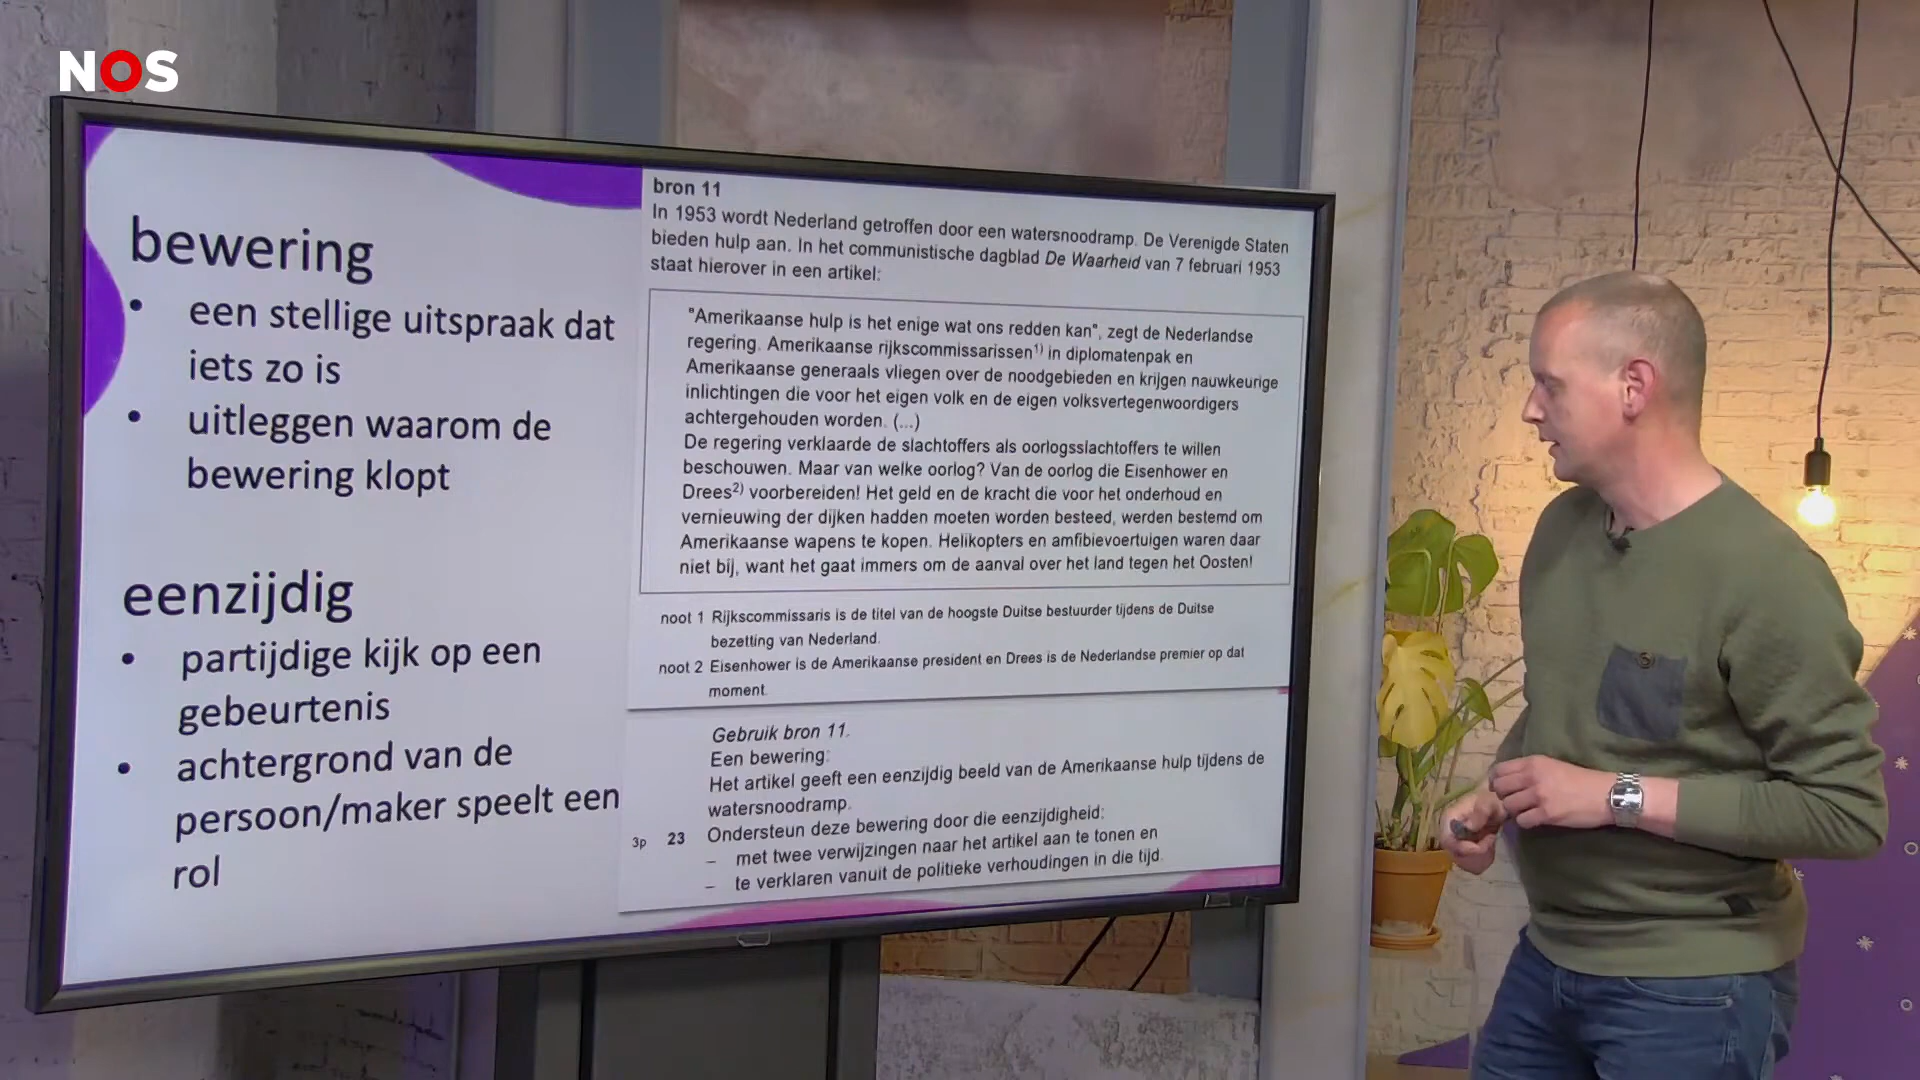 NOS
bewering
• een stellige uitspraak dat
iets zo is
• uitleggen waarom de
bewering klopt
eenzijdig
• partijdige kijk op een
gebeurtenis
• achtergrond van de
persoon/maker speelt een
rol
bron 11
In 1953 wordt Nederland getroffen door een watersnoodramp. De Verenigde Staten
bieden hulp aan. In het communistische dagblad De Waarheid van 7 februari 1953
staat hierover in een artikel:
"Amerikaanse hulp is het enige wat ons redden kan", zegt de Nederlandse
regering. Amerikaanse rijkscommissarissen1) in diplomatenpak en
Amerikaanse generaals vliegen over de noodgebieden en krijgen nauwkeurige
inlichtingen die voor het eigen volk en de eigen volksvertegenwoordigers
achtergehouden worden. (...)
De regering verklaarde de slachtoffers als oorlogsslachtoffers te willen
beschouwen. Maar van welke oorlog? Van de oorlog die Eisenhower en
Drees2) voorbereiden! Het geld en de kracht die voor het onderhoud en
vernieuwing der dijken hadden moeten worden besteed, werden bestemd om
Amerikaanse wapens te kopen. Helikopters en amfibievoertuigen waren daar
niet bij, want het gaat immers om de aanval over het land tegen het Oosten!
noot 1 Rijkscommissaris is de titel van de hoogste Duitse bestuurder tijdens de Duitse
bezetting van Nederland.
noot 2 Eisenhower is de Amerikaanse president en Drees is de Nederlandse premier op dat
moment.
Gebruik bron 11.
Een bewering:
Het artikel geeft een eenzijdig beeld van de Amerikaanse hulp tijdens de
watersnoodramp.
3p 23 Ondersteun deze bewering door die eenzijdigheid:
– met twee verwijzingen naar het artikel aan te tonen en
– te verklaren vanuit de politieke verhoudingen in die tijd.